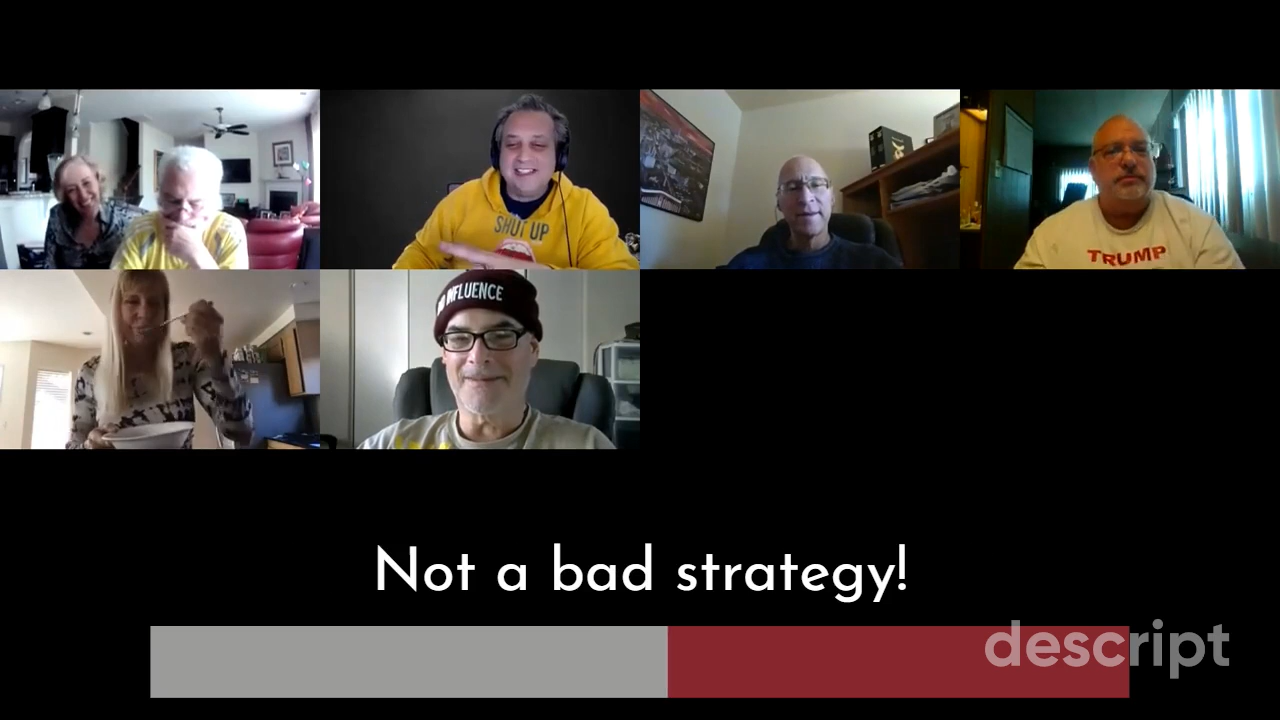 SHUT UP
TRUMP
INFLUENCE
Not a bad strategy!
descript